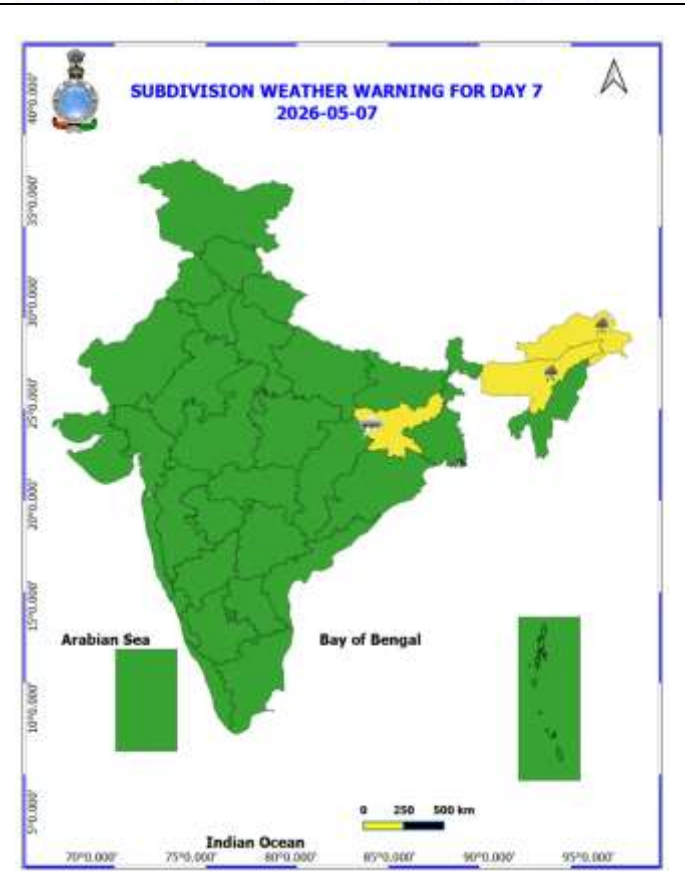 SUBDIVISION WEATHER WARNING FOR DAY 7
2026-05-07
40°0.000'
35°0.000'
30°0.000'
25°0.000'
20°0.000'
15°0.000'
10°0.000'
5°0.000'
Arabian Sea
Bay of Bengal
0 250 500 km
Indian Ocean
70°0.000' 75°0.000' 80°0.000' 85°0.000' 90°0.000' 95°0.000'